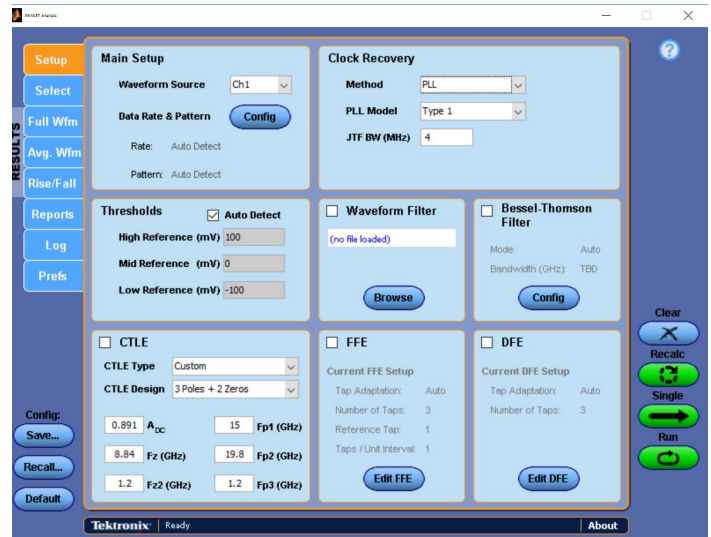 PAM4/ET Analysis
Setup
Select
Full Wfm
Avg. Wfm
Rise/Fall
Reports
Log
Prefs
RESULTS
Config:
Save...
Recall...
Default
Main Setup
Waveform Source Ch1
Data Rate & Pattern Config
Rate: Auto Detect
Pattern: Auto Detect
Clock Recovery
Method PLL
PLL Model Type 1
JTF BW (MHz) 4
Thresholds Auto Detect
High Reference (mV) 100
Mid Reference (mV) 0
Low Reference (mV) -100
Waveform Filter
(no file loaded)
Browse
Bessel-Thomson
Filter
Mode: Auto
Bandwidth (GHz): TBD
Config
CTLE
CTLE Type Custom
CTLE Design 3 Poles + 2 Zeros
0.891 ADC 15 Fp1 (GHz)
8.84 Fz (GHz) 19.8 Fp2 (GHz)
1.2 Fz2 (GHz) 1.2 Fp3 (GHz)
FFE
Current FFE Setup
Tap Adaptation: Auto
Number of Taps: 3
Reference Tap: 1
Taps / Unit Interval: 1
Edit FFE
DFE
Current DFE Setup
Tap Adaptation: Auto
Number of Taps: 3
Edit DFE
?
Clear
Recalc
Single
Run
Tektronix Ready About